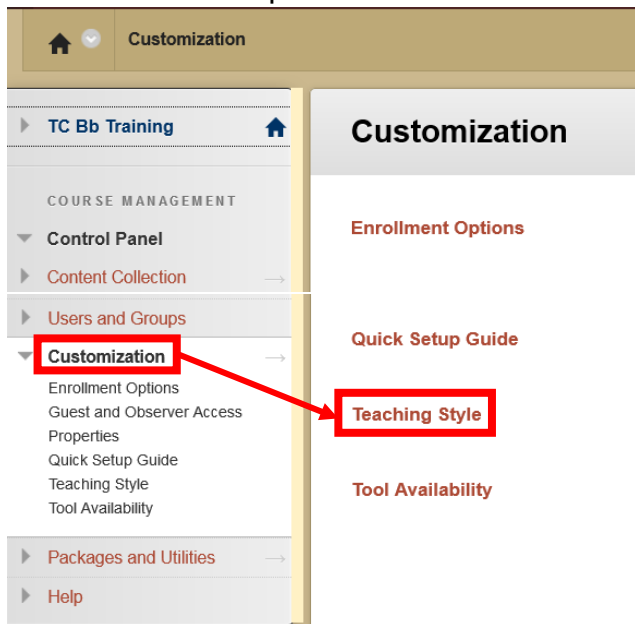 Customization
TC Bb Training
COURSE MANAGEMENT
Control Panel
Content Collection
Users and Groups
Customization
Enrollment Options
Guest and Observer Access
Properties
Quick Setup Guide
Teaching Style
Tool Availability
Packages and Utilities
Help
Customization
Enrollment Options
Quick Setup Guide
Teaching Style
Tool Availability